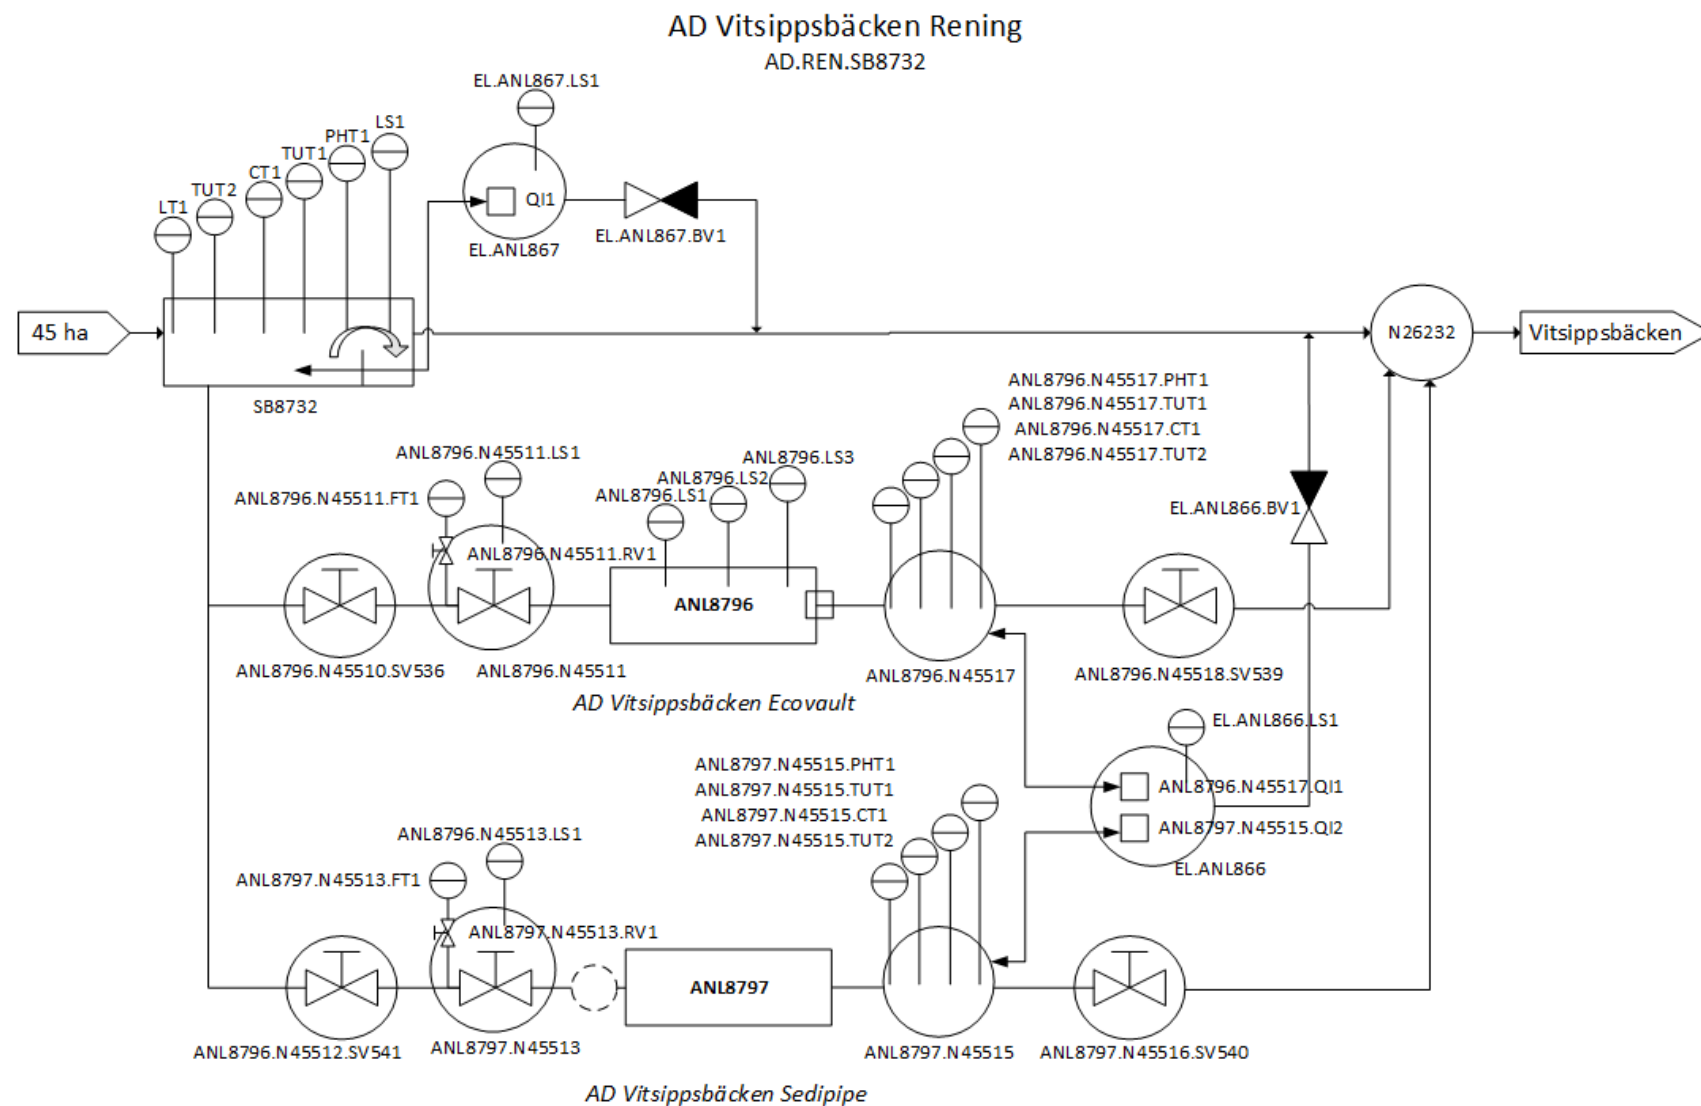 AD Vitsippsbäcken Rening
AD.REN.SB8732
EL.ANL867.LS1
LS1
PHT1
TUT1
CT1
TUT2
LT1
QI1
EL.ANL867
EL.ANL867.BV1
45 ha
N26232
Vitsippsbäcken
SB8732
ANL8796.N45517.PHT1
ANL8796.N45517.TUT1
ANL8796.N45517.CT1
ANL8796.N45517.TUT2
ANL8796.N45511.LS1
ANL8796.LS3
ANL8796.LS2
ANL8796.LS1
ANL8796.N45511.FT1
EL.ANL866.BV1
ANL8796.N45511.RV1
ANL8796
ANL8796.N45510.SV536
ANL8796.N45511
ANL8796.N45517
ANL8796.N45518.SV539
AD Vitsippsbäcken Ecovault
EL.ANL866.LS1
ANL8797.N45515.PHT1
ANL8797.N45515.TUT1
ANL8797.N45515.CT1
ANL8797.N45515.TUT2
ANL8796.N45517.QI1
ANL8797.N45515.QI2
EL.ANL866
ANL8796.N45513.LS1
ANL8797.N45513.FT1
ANL8797.N45513.RV1
ANL8797
ANL8796.N45512.SV541
ANL8797.N45513
ANL8797.N45515
ANL8797.N45516.SV540
AD Vitsippsbäcken Sedipipe